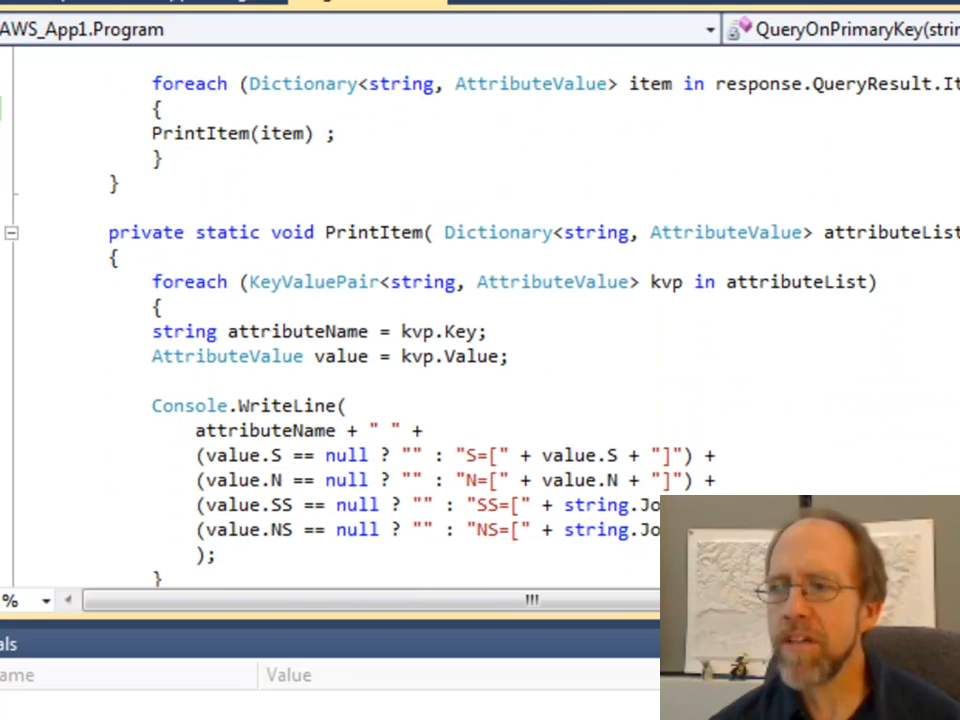 AWS_App1.Program
QueryOnPrimaryKey(strin
foreach (Dictionary<string, AttributeValue> item in response.QueryResult.It
{
PrintItem(item) ;
}
}
private static void PrintItem( Dictionary<string, AttributeValue> attributeList
{
foreach (KeyValuePair<string, AttributeValue> kvp in attributeList)
{
string attributeName = kvp.Key;
AttributeValue value = kvp.Value;
Console.WriteLine(
attributeName + " " +
(value.S == null ? "" : "S=[" + value.S + "]") +
(value.N == null ? "" : "N=[" + value.N + "]") +
(value.SS == null ? "" : "SS=[" + string.Jo
(value.NS == null ? "" : "NS=[" + string.Jo
);
}
%
als
ame
Value